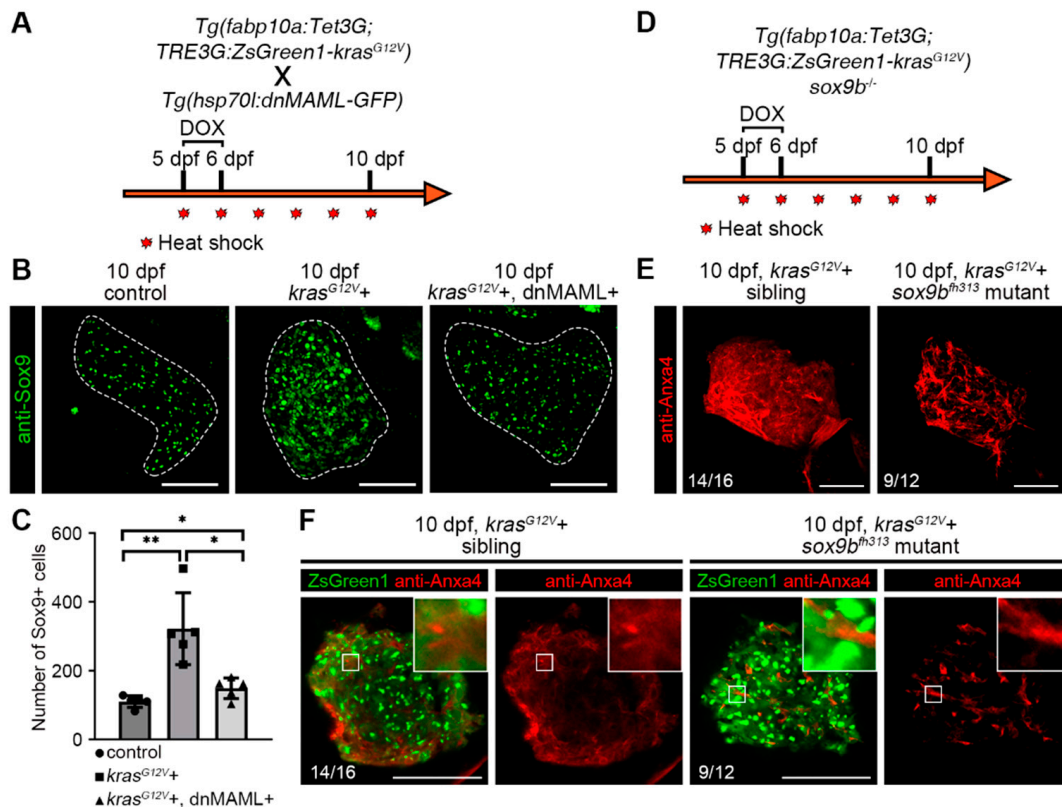 A
Tg(fabp10a:Tet3G;
TRE3G:ZsGreen1-kras^G12V)
X
Tg(hsp70l:dnMAML-GFP)
DOX
5 dpf 6 dpf 10 dpf
Heat shock
D
Tg(fabp10a:Tet3G;
TRE3G:ZsGreen1-kras^G12V)
sox9b-/-
DOX
5 dpf 6 dpf 10 dpf
Heat shock
B
10 dpf
control
10 dpf
kras^G12V+
10 dpf
kras^G12V+, dnMAML+
anti-Sox9
E
10 dpf, kras^G12V+
sibling
10 dpf, kras^G12V+
sox9b^fh313 mutant
anti-Anxa4
14/16
9/12
C
Number of Sox9+ cells
600
400
200
0
*
** *
control
kras^G12V+
kras^G12V+, dnMAML+
F
10 dpf, kras^G12V+
sibling
10 dpf, kras^G12V+
sox9b^fh313 mutant
ZsGreen1 anti-Anxa4
anti-Anxa4
ZsGreen1 anti-Anxa4
anti-Anxa4
14/16
9/12